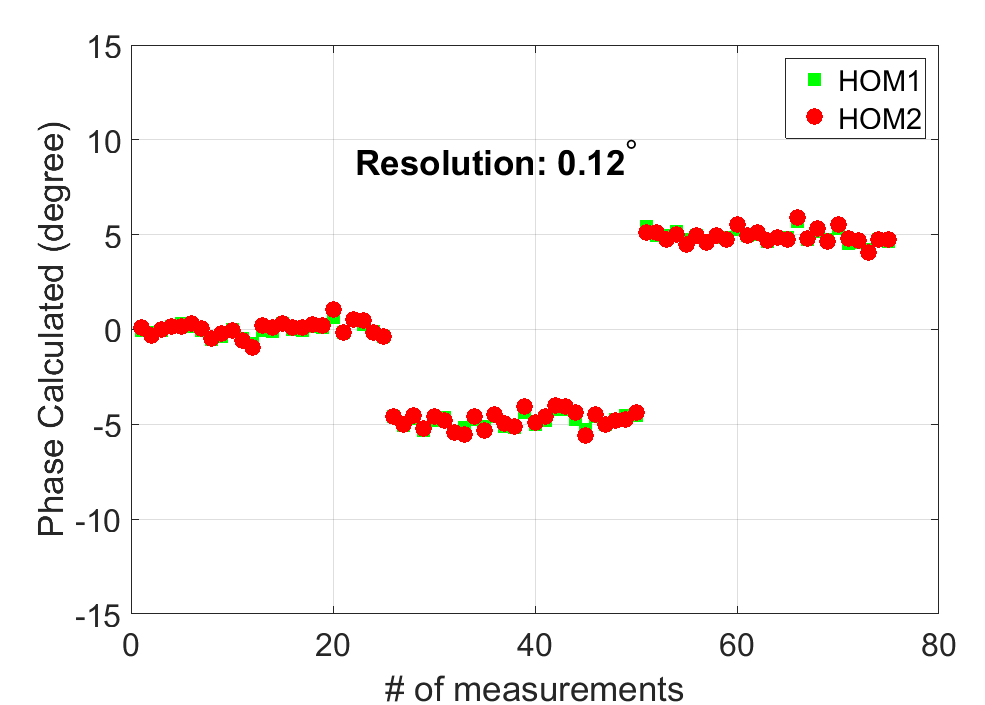 15
10
5
0
-5
-10
-15
Phase Calculated (degree)
HOM1
HOM2
Resolution: 0.12°
0 20 40 60 80
# of measurements